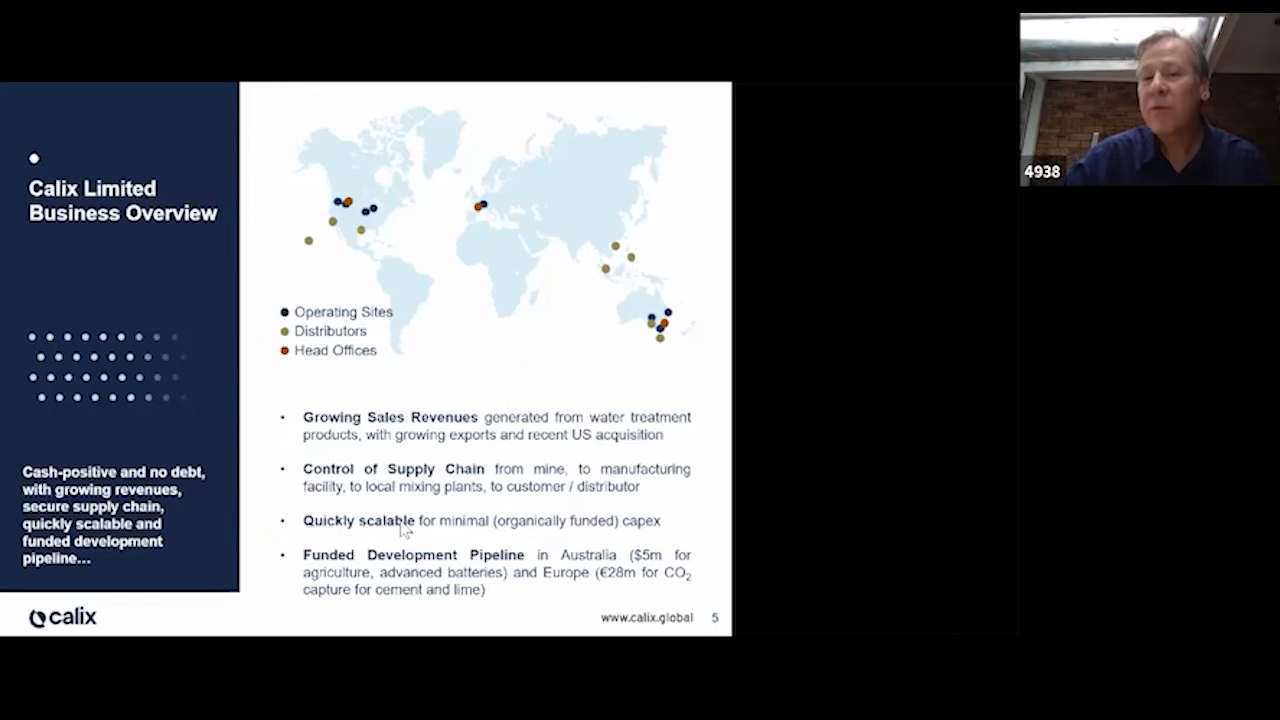 Calix Limited
Business Overview
Cash-positive and no debt,
with growing revenues,
secure supply chain,
quickly scalable and
funded development
pipeline...
calix
Operating Sites
Distributors
Head Offices
• Growing Sales Revenues generated from water treatment
products, with growing exports and recent US acquisition
• Control of Supply Chain from mine, to manufacturing
facility, to local mixing plants, to customer / distributor
• Quickly scalable for minimal (organically funded) capex
• Funded Development Pipeline in Australia ($5m for
agriculture, advanced batteries) and Europe (€28m for CO₂
capture for cement and lime)
www.calix.global 5
4938